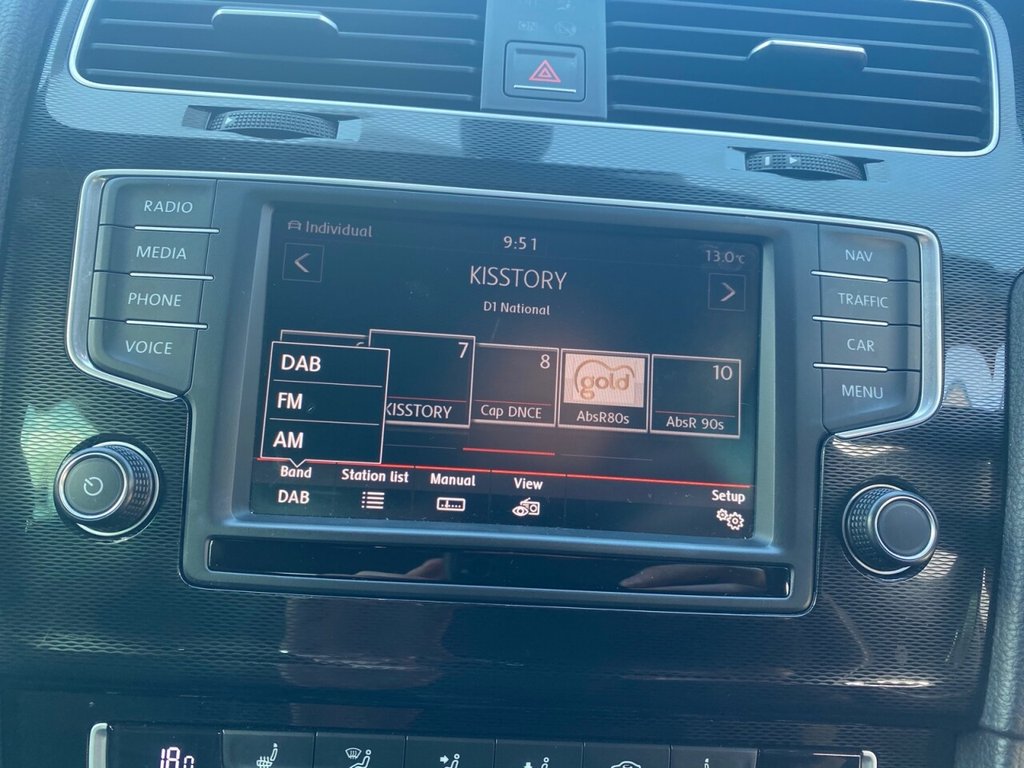 RADIO
MEDIA
PHONE
VOICE
NAV
TRAFFIC
CAR
MENU
Individual
9:51
13.0°C
KISSTORY
D1 National
7
KISSTORY
8
Cap DNCE
gold
AbsR80s
10
AbsR 90s
DAB
FM
AM
Band
DAB
Station list
Manual
View
Setup